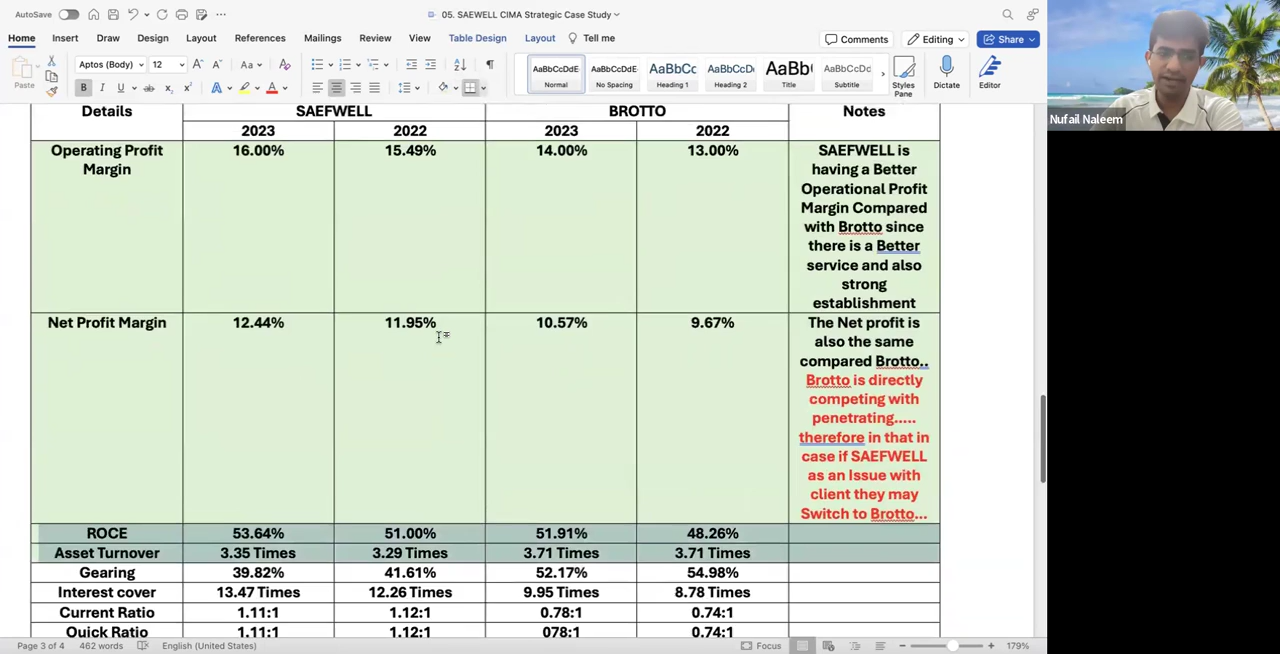 AutoSave
05. SAEWELL CIMA Strategic Case Study
Home Insert Draw Design Layout References Mailings Review View Table Design Layout Tell me
Comments Editing Share
Paste
Aptos (Body) 12
AaBbCcDdE AaBbCcDdE AaBbCc AaBbCcD AaBb AaBbCcDc
Normal No Spacing Heading 1 Heading 2 Title Subtitle
Styles Pane
Dictate
Editor
Nufail Naleem
Details SAEFWELL BROTTO Notes
2023 2022 2023 2022
Operating Profit Margin 16.00% 15.49% 14.00% 13.00%
SAEFWELL is
having a Better
Operational Profit
Margin Compared
with Brotto since
there is a Better
service and also
strong
establishment
Net Profit Margin 12.44% 11.95% 10.57% 9.67%
The Net profit is
also the same
compared Brotto..
Brotto is directly
competing with
penetrating.....
therefore in that in
case if SAEFWELL
as an Issue with
client they may
Switch to Brotto...
ROCE 53.64% 51.00% 51.91% 48.26%
Asset Turnover 3.35 Times 3.29 Times 3.71 Times 3.71 Times
Gearing 39.82% 41.61% 52.17% 54.98%
Interest cover 13.47 Times 12.26 Times 9.95 Times 8.78 Times
Current Ratio 1.11:1 1.12:1 0.78:1 0.74:1
Quick Ratio 1.11:1 1.12:1 078:1 0.74:1
Page 3 of 4 462 words English (United States) Focus 179%